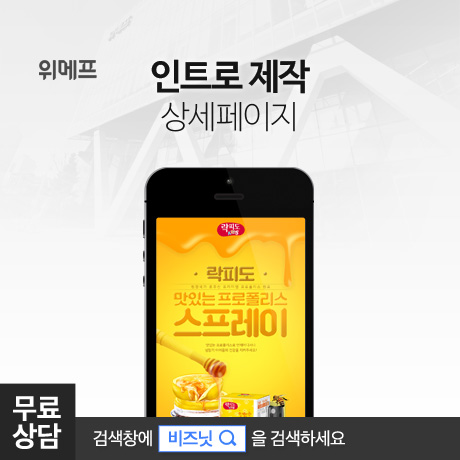 위메프
인트로 제작
상세페이지
락피도
· 락피도 ·
맛있는 프로폴리스
스프레이
무료
상담
검색창에 비즈닛 을 검색하세요